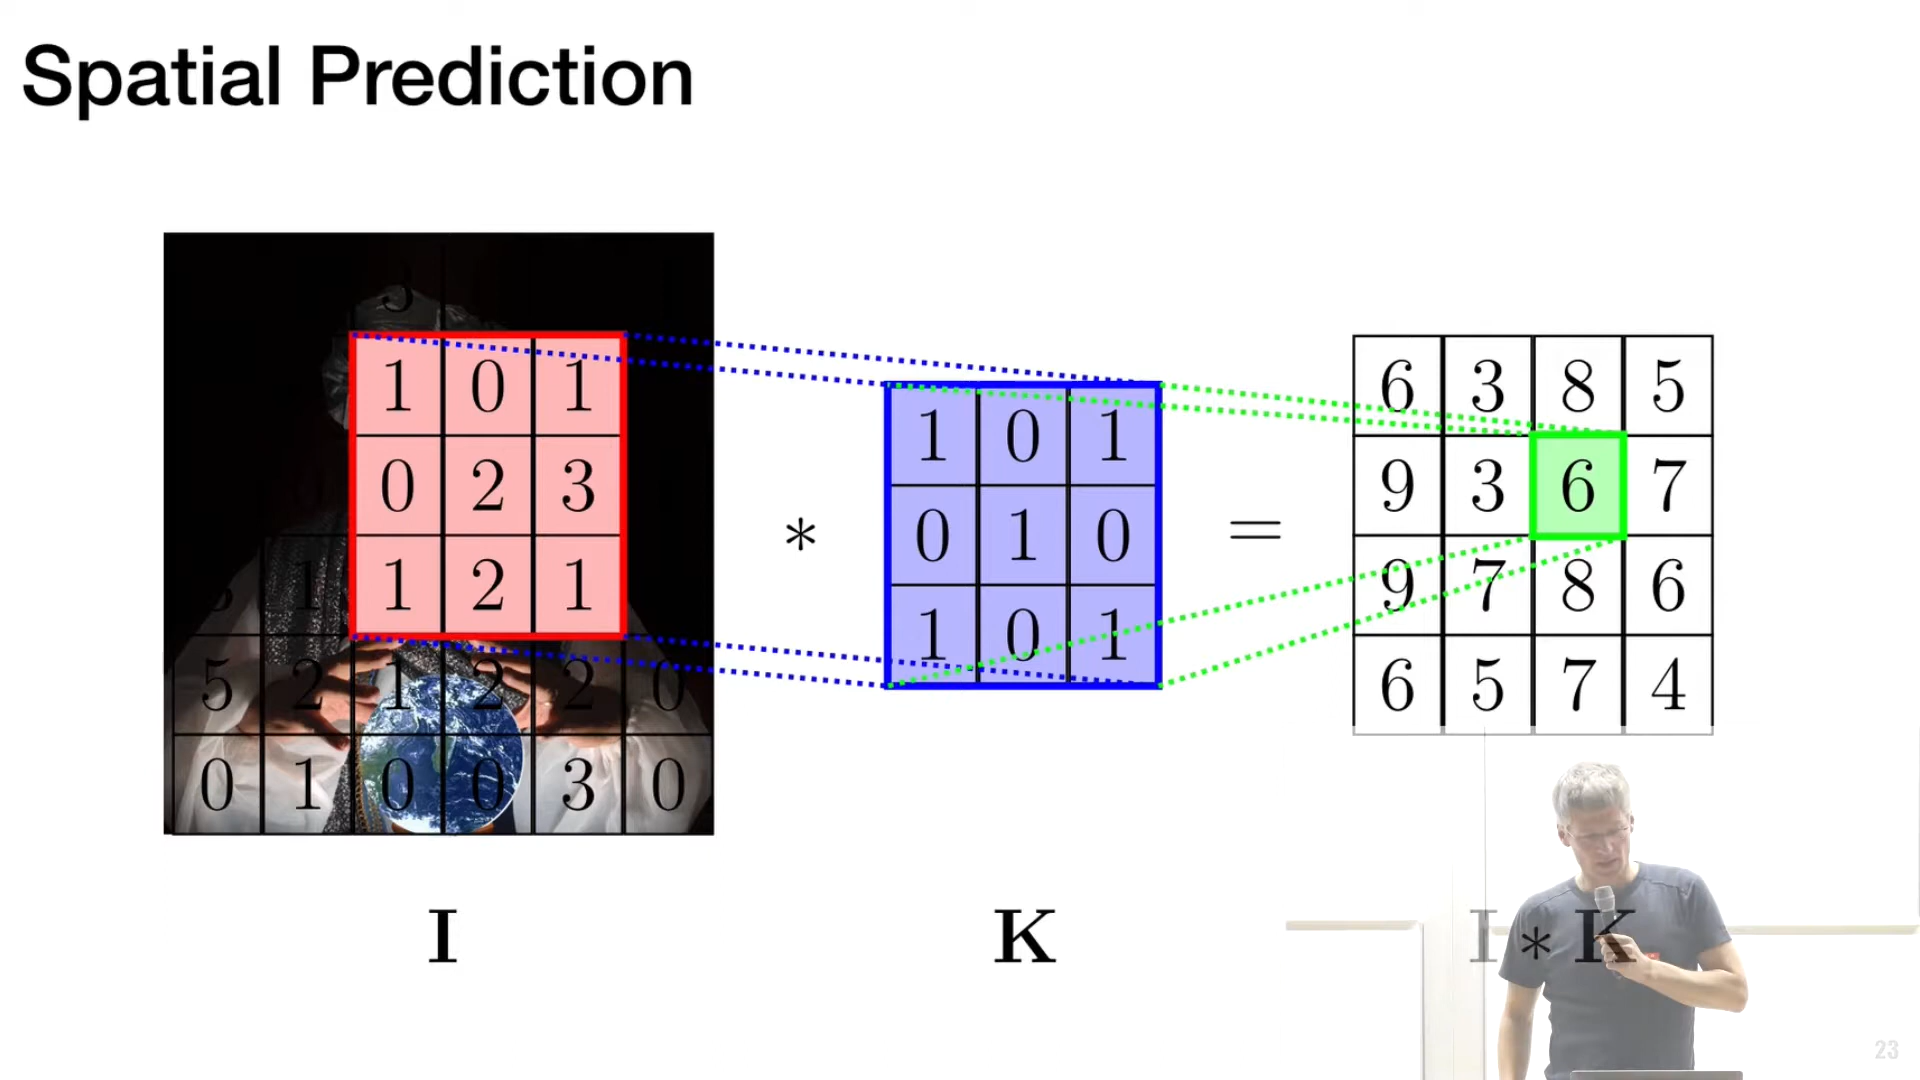 Spatial Prediction
3
1 0 1 6 3 8 5
1 0 1
0 2 3 9 3 6 7
* 0 1 0 =
1 1 2 1 9 7 8 6
1 0 1
5 2 1 2 2 0 6 5 7 4
0 1 0 0 3 0
I K I * K
23